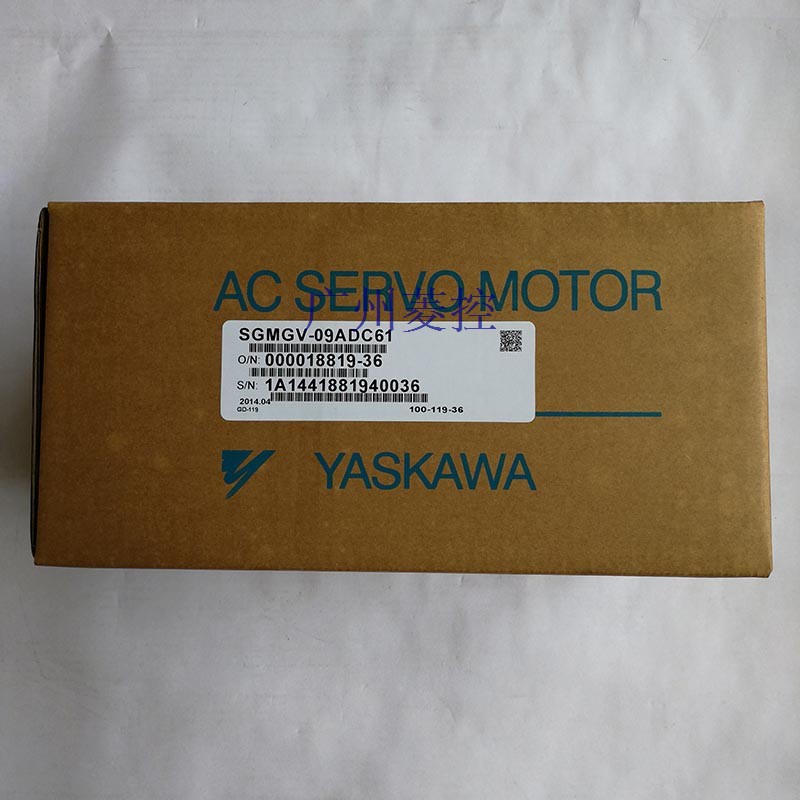 AC SERVO MOTOR
广州菱控
SGMGV-09ADC61
O/N: 000018819-36
S/N: 1A1441881940036
2014.04
GD-119
100-119-36
YASKAWA